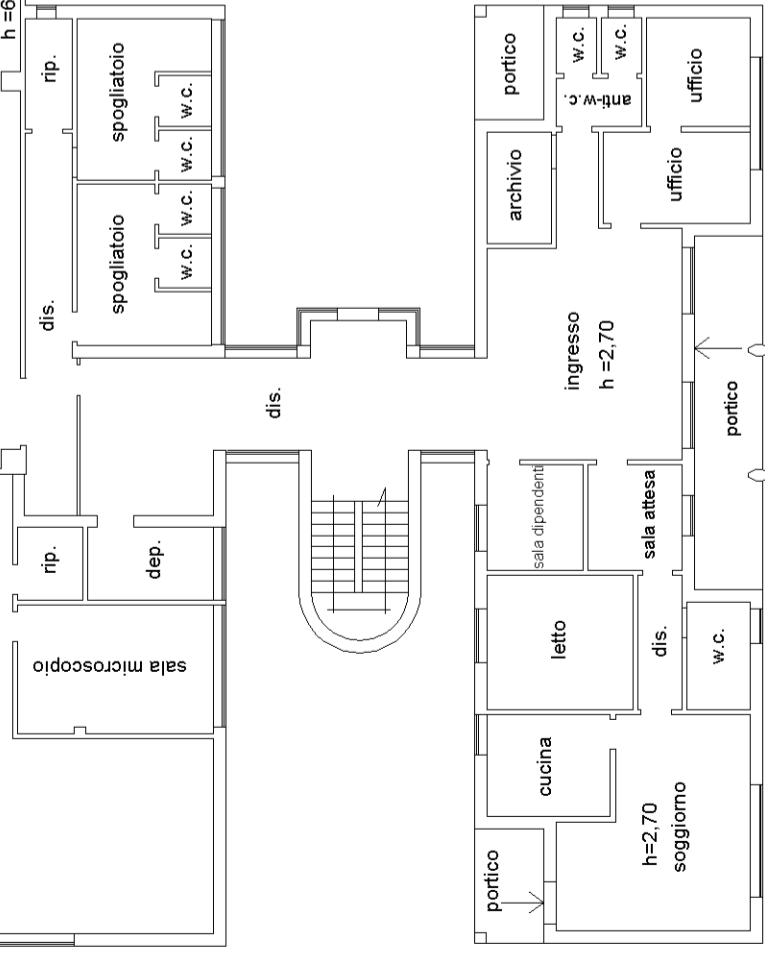 h =6
rip.
spogliatoio
w.c.
w.c.
spogliatoio
w.c.
w.c.
dis.
dis.
rip.
dep.
sala microscopio
portico
w.c.
w.c.
anti-w.c.
ufficio
archivio
ufficio
ingresso
h =2,70
portico
sala dipendenti
sala attesa
letto
dis.
w.c.
cucina
h=2,70
soggiorno
portico